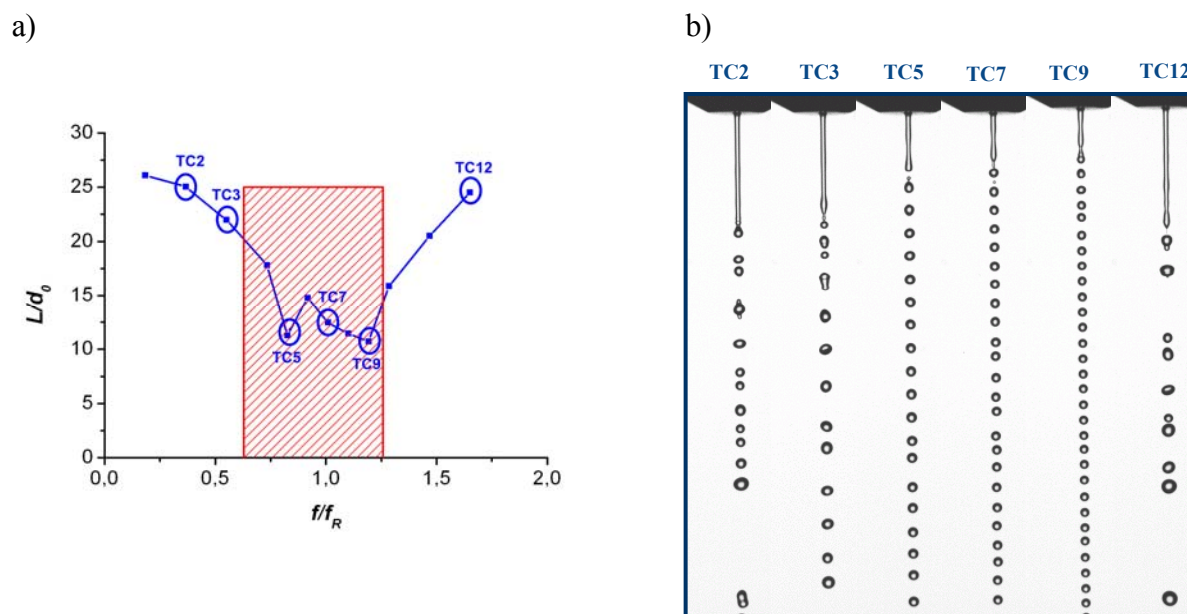 a)
b)
TC2 TC3 TC5 TC7 TC9 TC12
30
25
20
15
10
5
0
L/d0
TC2
TC3
TC5
TC7
TC9
TC12
0,0 0,5 1,0 1,5 2,0
f/fR